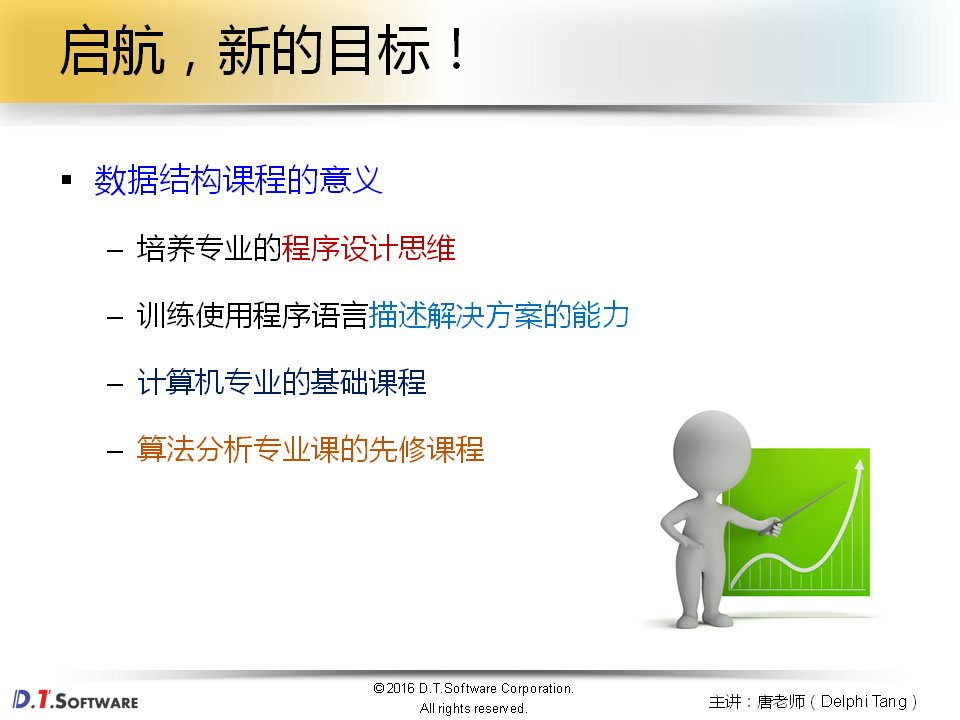 启航，新的目标！
▪ 数据结构课程的意义
– 培养专业的程序设计思维
– 训练使用程序语言描述解决方案的能力
– 计算机专业的基础课程
– 算法分析专业课的先修课程
D.T.SOFTWARE
©2016 D.T.Software Corporation.
All rights reserved.
主讲：唐老师（Delphi Tang）